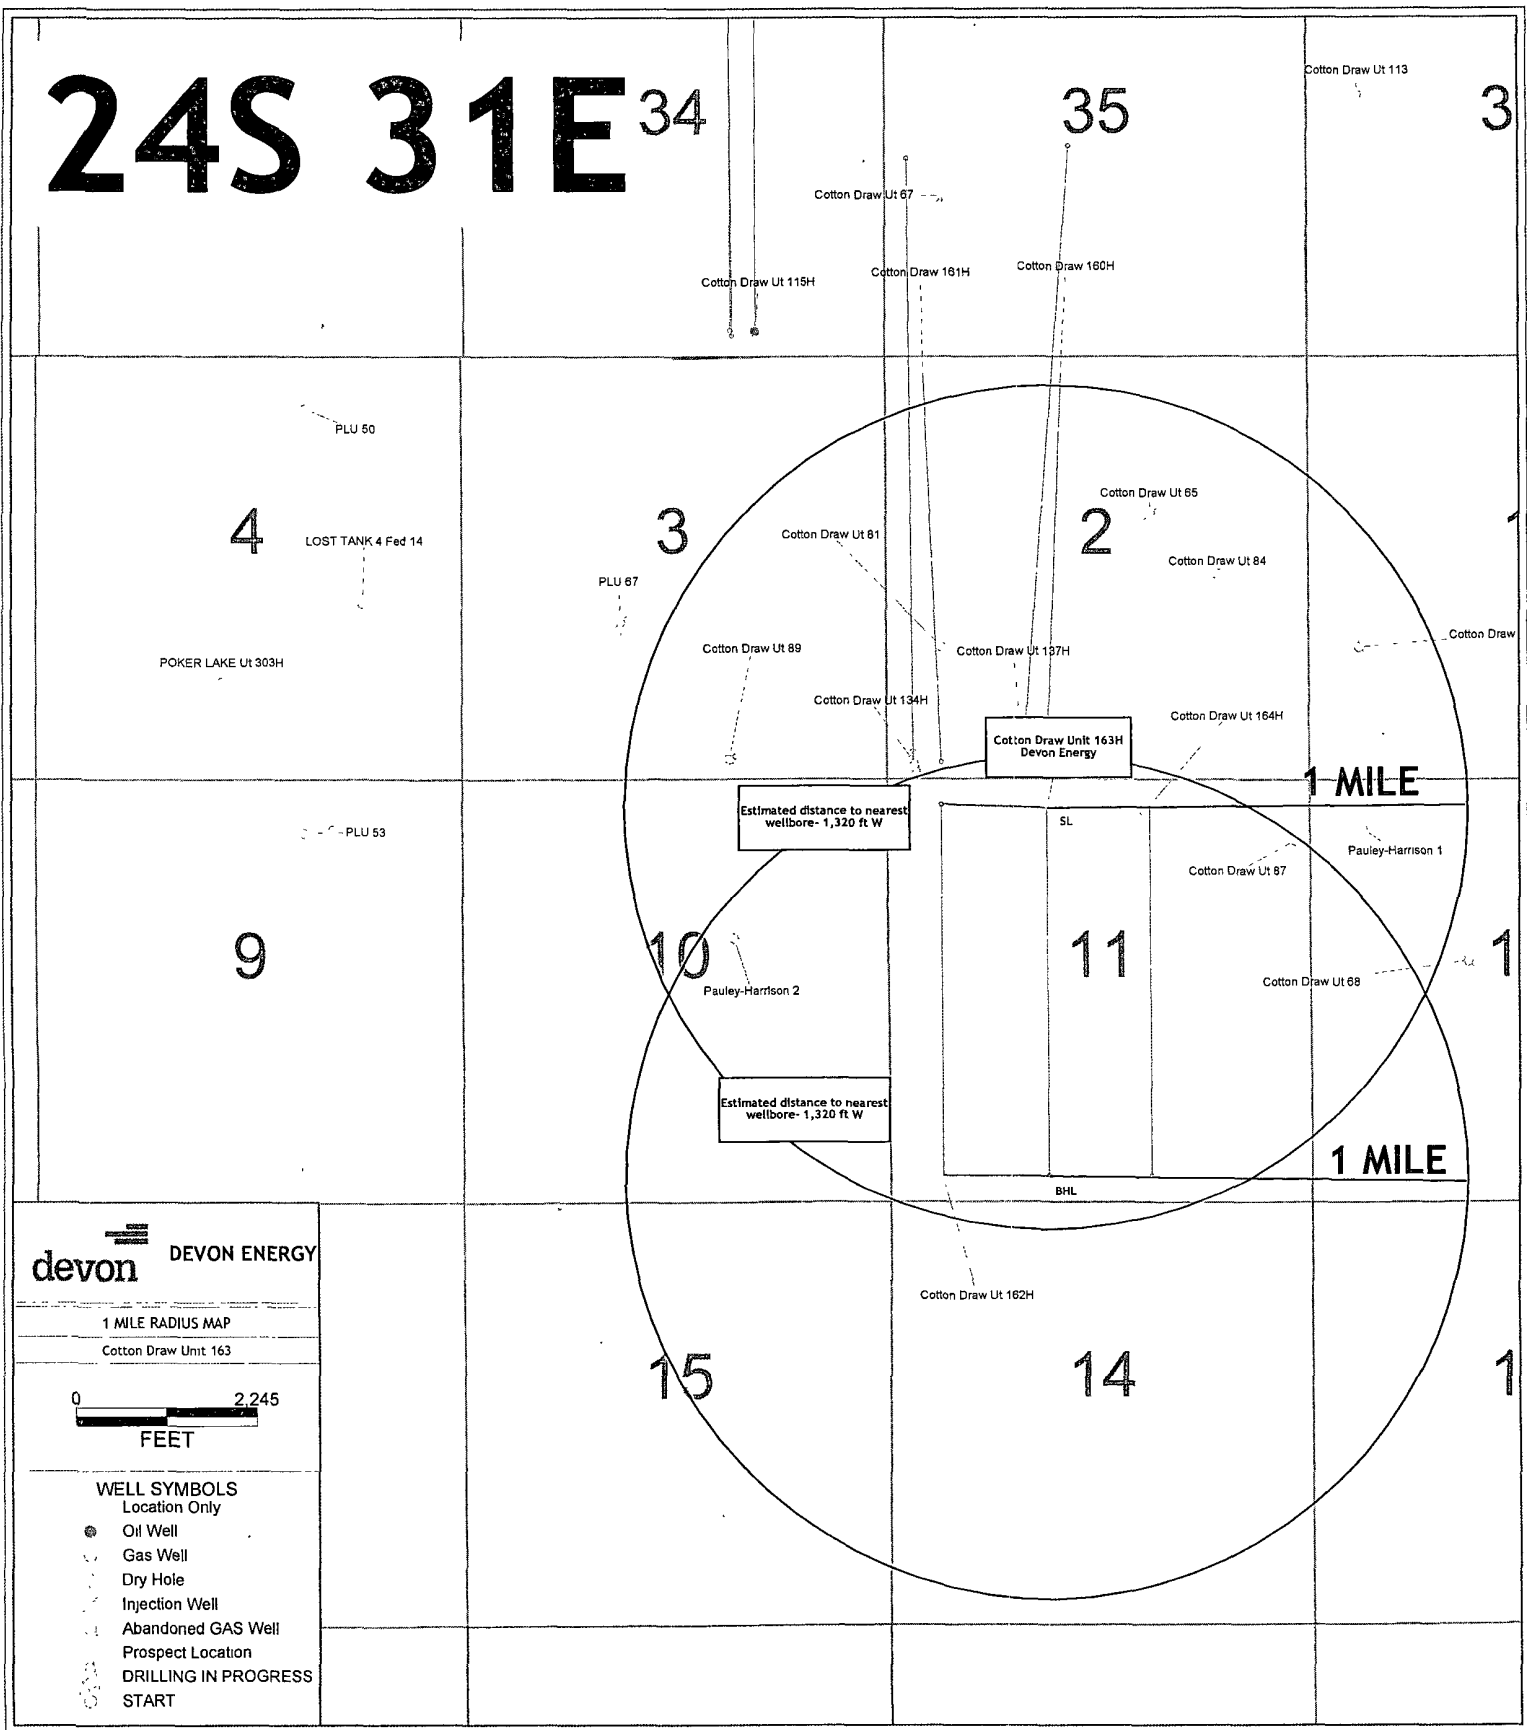 24S 31E
34
35
3
Cotton Draw Ut 113
Cotton Draw Ut 67
Cotton Draw 161H
Cotton Draw 160H
Cotton Draw Ut 115H
PLU 50
4
LOST TANK 4 Fed 14
3
Cotton Draw Ut 81
Cotton Draw Ut 65
2
Cotton Draw Ut 84
1
PLU 67
POKER LAKE Ut 303H
Cotton Draw Ut 89
Cotton Draw Ut 137H
Cotton Draw
Cotton Draw Ut 134H
Cotton Draw Ut 164H
Cotton Draw Unit 163H
Devon Energy
1 MILE
Estimated distance to nearest
wellbore- 1,320 ft W
SL
PLU 53
Pauley-Harrison 1
Cotton Draw Ut 87
9
10
11
1
Pauley-Harrison 2
Cotton Draw Ut 68
Estimated distance to nearest
wellbore- 1,320 ft W
1 MILE
BHL
Cotton Draw Ut 162H
15
14
1
devon
DEVON ENERGY
1 MILE RADIUS MAP
Cotton Draw Unit 163
0 2,245
FEET
WELL SYMBOLS
Location Only
Oil Well
Gas Well
Dry Hole
Injection Well
Abandoned GAS Well
Prospect Location
DRILLING IN PROGRESS
START